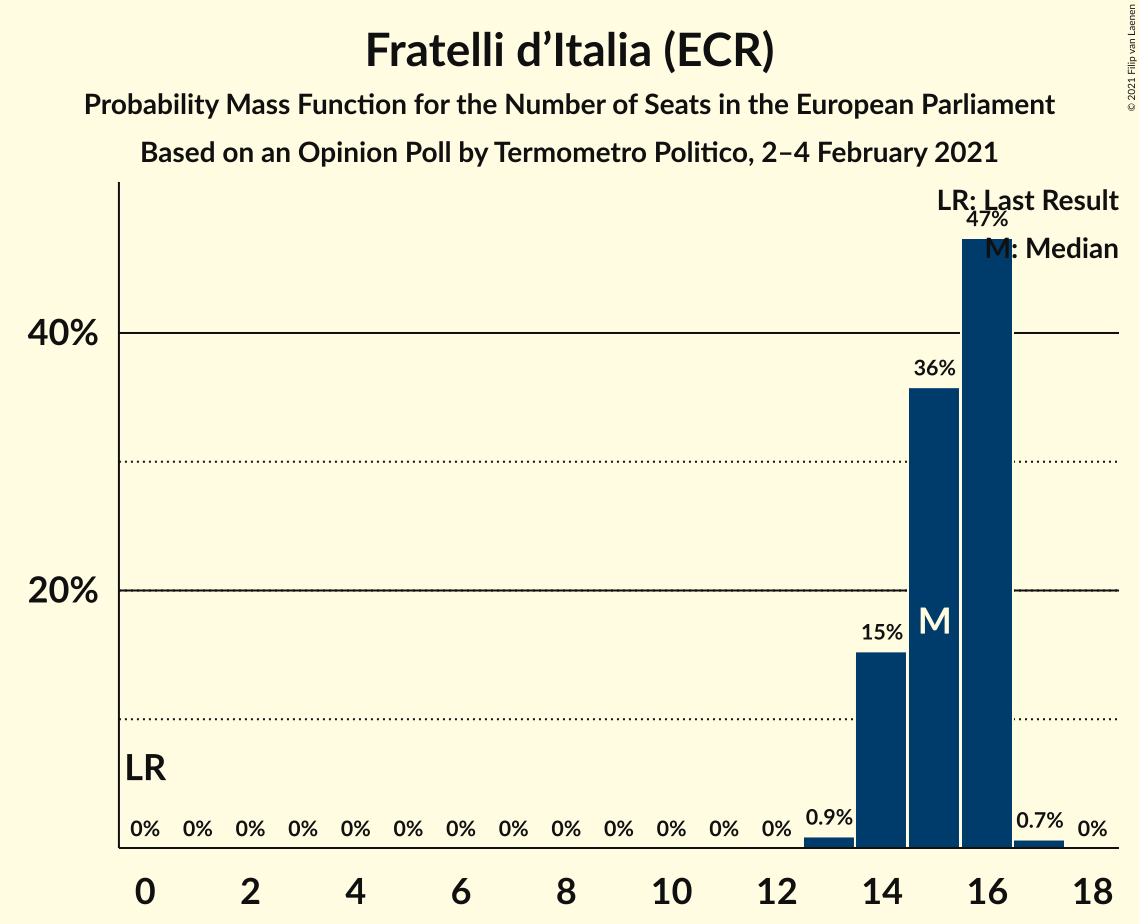 Fratelli d’Italia (ECR)
Probability Mass Function for the Number of Seats in the European Parliament
Based on an Opinion Poll by Termometro Politico, 2–4 February 2021
© 2021 Filip van Laenen
LR: Last Result
47%
M: Median
40%
36%
20%
M
15%
LR
0% 0% 0% 0% 0% 0% 0% 0% 0% 0% 0% 0% 0% 0.9% 0.7% 0%
0 2 4 6 8 10 12 14 16 18